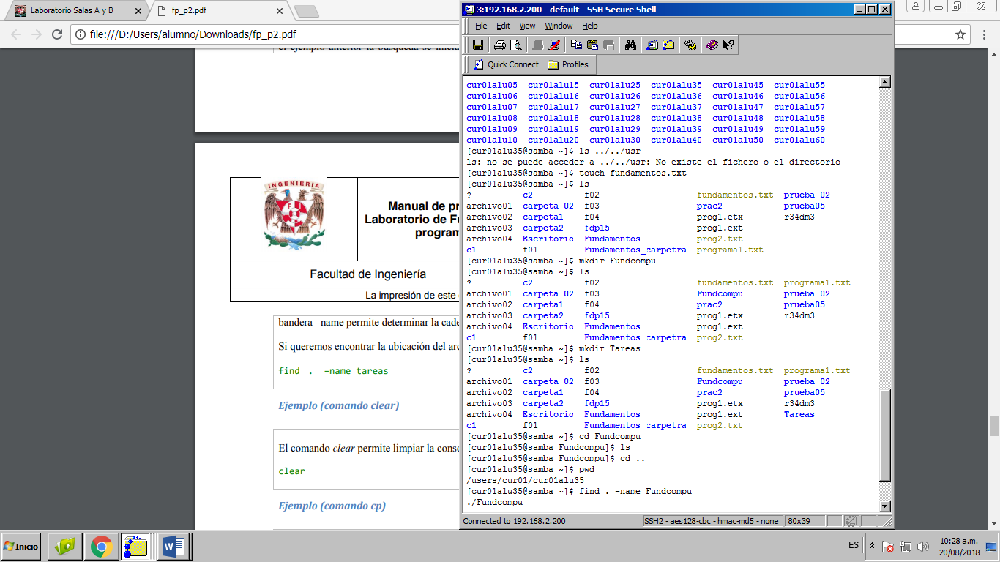 Laboratorio Salas A y B
fp_p2.pdf
file:///D:/Users/alumno/Downloads/fp_p2.pdf
INGENIERIA
Manual de pr
Laboratorio de Fu
program
Facultad de Ingeniería
La impresión de este
bandera –name permite determinar la cade
Si queremos encontrar la ubicación del arc
find . –name tareas
Ejemplo (comando clear)
El comando clear permite limpiar la conso
clear
Ejemplo (comando cp)
3:192.168.2.200 - default - SSH Secure Shell
File Edit View Window Help
Quick Connect Profiles
cur01alu05 cur01alu15 cur01alu25 cur01alu35 cur01alu45 cur01alu55
cur01alu06 cur01alu16 cur01alu26 cur01alu36 cur01alu46 cur01alu56
cur01alu07 cur01alu17 cur01alu27 cur01alu37 cur01alu47 cur01alu57
cur01alu08 cur01alu18 cur01alu28 cur01alu38 cur01alu48 cur01alu58
cur01alu09 cur01alu19 cur01alu29 cur01alu39 cur01alu49 cur01alu59
cur01alu10 cur01alu20 cur01alu30 cur01alu40 cur01alu50 cur01alu60
[cur01alu35@samba ~]$ ls ../../usr
ls: no se puede acceder a ../../usr: No existe el fichero o el directorio
[cur01alu35@samba ~]$ touch fundamentos.txt
[cur01alu35@samba ~]$ ls
? c2 f02 fundamentos.txt prueba 02
archivo01 carpeta 02 f03 prac2 prueba05
archivo02 carpeta1 f04 prog1.etx r34dm3
archivo03 carpeta2 fdp15 prog1.ext
archivo04 Escritorio Fundamentos prog2.txt
c1 f01 Fundamentos_carpetra programa1.txt
[cur01alu35@samba ~]$ mkdir Fundcompu
[cur01alu35@samba ~]$ ls
? c2 f02 fundamentos.txt programa1.txt
archivo01 carpeta 02 f03 Fundcompu prueba 02
archivo02 carpeta1 f04 prac2 prueba05
archivo03 carpeta2 fdp15 prog1.etx r34dm3
archivo04 Escritorio Fundamentos prog1.ext
c1 f01 Fundamentos_carpetra prog2.txt
[cur01alu35@samba ~]$ mkdir Tareas
[cur01alu35@samba ~]$ ls
? c2 f02 fundamentos.txt programa1.txt
archivo01 carpeta 02 f03 Fundcompu prueba 02
archivo02 carpeta1 f04 prac2 prueba05
archivo03 carpeta2 fdp15 prog1.etx r34dm3
archivo04 Escritorio Fundamentos prog1.ext Tareas
c1 f01 Fundamentos_carpetra prog2.txt
[cur01alu35@samba ~]$ cd Fundcompu
[cur01alu35@samba Fundcompu]$ ls
[cur01alu35@samba Fundcompu]$ cd ..
[cur01alu35@samba ~]$ pwd
/users/cur01/cur01alu35
[cur01alu35@samba ~]$ find . -name Fundcompu
./Fundcompu
Connected to 192.168.2.200 SSH2 - aes128-cbc - hmac-md5 - none 80x39
Inicio
ES
10:28 a.m.
20/08/2018